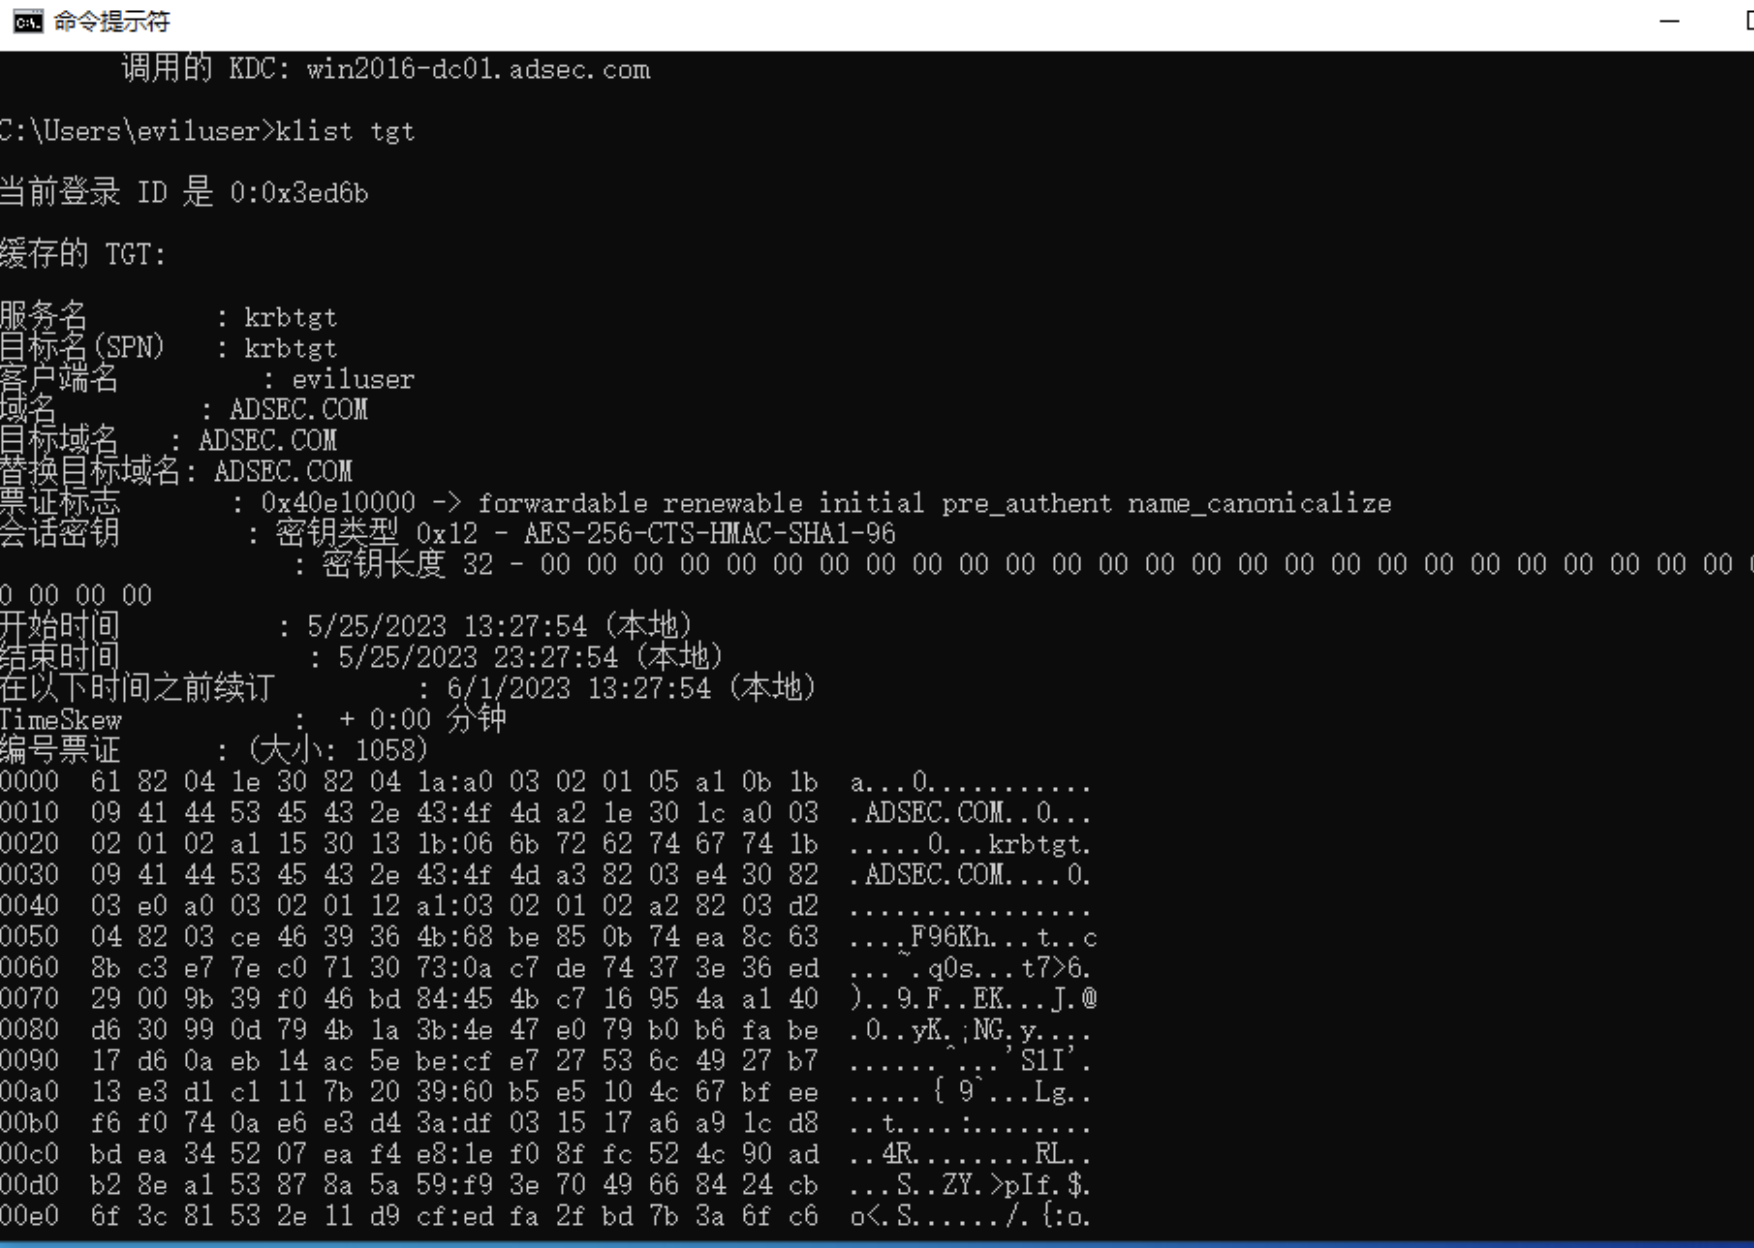 命令提示符
调用的 KDC: win2016-dc01.adsec.com
C:\Users\eviluser>klist tgt
当前登录 ID 是 0:0x3ed6b
缓存的 TGT:
服务名 : krbtgt
目标名(SPN) : krbtgt
客户端名 : eviluser
域名 : ADSEC.COM
目标域名 : ADSEC.COM
替换目标域名: ADSEC.COM
票证标志 : 0x40e10000 -> forwardable renewable initial pre_authent name_canonicalize
会话密钥 : 密钥类型 0x12 - AES-256-CTS-HMAC-SHA1-96
: 密钥长度 32 - 00 00 00 00 00 00 00 00 00 00 00 00 00 00 00 00 00 00 00 00 00 00 00 00 00 00 0
0 00 00 00
开始时间 : 5/25/2023 13:27:54 (本地)
结束时间 : 5/25/2023 23:27:54 (本地)
在以下时间之前续订 : 6/1/2023 13:27:54 (本地)
TimeSkew : + 0:00 分钟
编号票证 : (大小: 1058)
0000 61 82 04 1e 30 82 04 1a:a0 03 02 01 05 a1 0b 1b a...0...........
0010 09 41 44 53 45 43 2e 43:4f 4d a2 1e 30 1c a0 03 .ADSEC.COM..0...
0020 02 01 02 a1 15 30 13 1b:06 6b 72 62 74 67 74 1b .....0...krbtgt.
0030 09 41 44 53 45 43 2e 43:4f 4d a3 82 03 e4 30 82 .ADSEC.COM....0.
0040 03 e0 a0 03 02 01 12 a1:03 02 01 02 a2 82 03 d2 ................
0050 04 82 03 ce 46 39 36 4b:68 be 85 0b 74 ea 8c 63 ....F96Kh...t..c
0060 8b c3 e7 7e c0 71 30 73:0a c7 de 74 37 3e 36 ed ...~.q0s...t7>6.
0070 29 00 9b 39 f0 46 bd 84:45 4b c7 16 95 4a a1 40 )..9.F..EK...J.@
0080 d6 30 99 0d 79 4b 1a 3b:4e 47 e0 79 b0 b6 fa be .0..yK.;NG.y....
0090 17 d6 0a eb 14 ac 5e be:cf e7 27 53 6c 49 27 b7 ......^...'SlI'.
00a0 13 e3 d1 c1 11 7b 20 39:60 b5 e5 10 4c 67 bf ee .....{ 9`...Lg..
00b0 f6 f0 74 0a e6 e3 d4 3a:df 03 15 17 a6 a9 1c d8 ..t....:........
00c0 bd ea 34 52 07 ea f4 e8:1e f0 8f fc 52 4c 90 ad ..4R........RL..
00d0 b2 8e a1 53 87 8a 5a 59:f9 3e 70 49 66 84 24 cb ...S..ZY.>pIf.$.
00e0 6f 3c 81 53 2e 11 d9 cf:ed fa 2f bd 7b 3a 6f c6 o<.S....../.{:o.